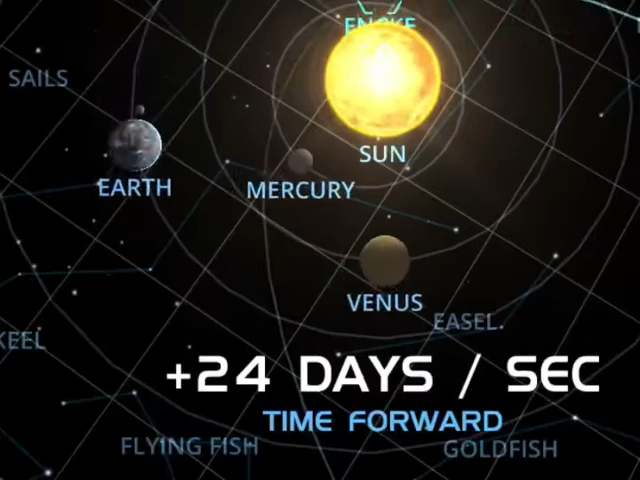 ENCKE
SAILS
SUN
EARTH
MERCURY
VENUS
EASEL
KEEL
+24 DAYS / SEC
TIME FORWARD
FLYING FISH
GOLDFISH